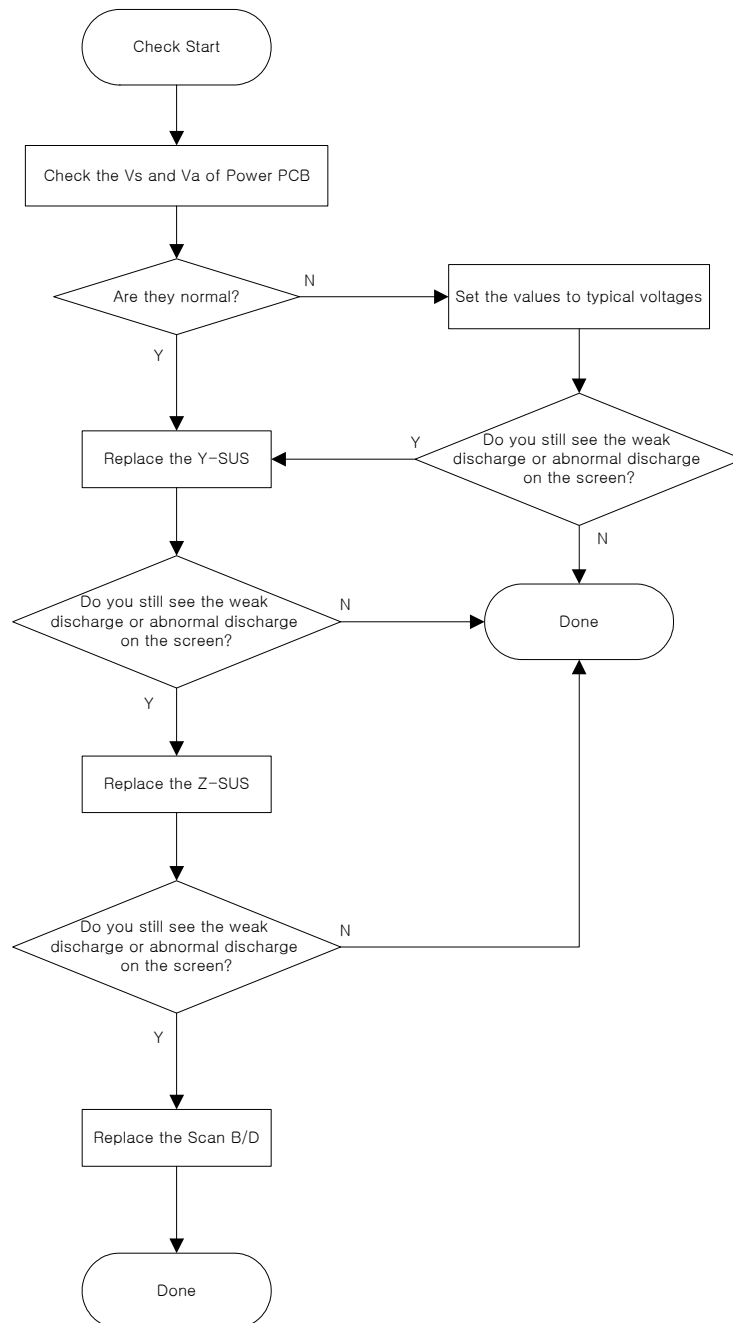 Check Start
Check the Vs and Va of Power PCB
Are they normal?
N
Set the values to typical voltages
Y
Replace the Y-SUS
Y
Do you still see the weak
discharge or abnormal discharge
on the screen?
N
Do you still see the weak
discharge or abnormal discharge
on the screen?
N
Done
Y
Replace the Z-SUS
Do you still see the weak
discharge or abnormal discharge
on the screen?
N
Y
Replace the Scan B/D
Done